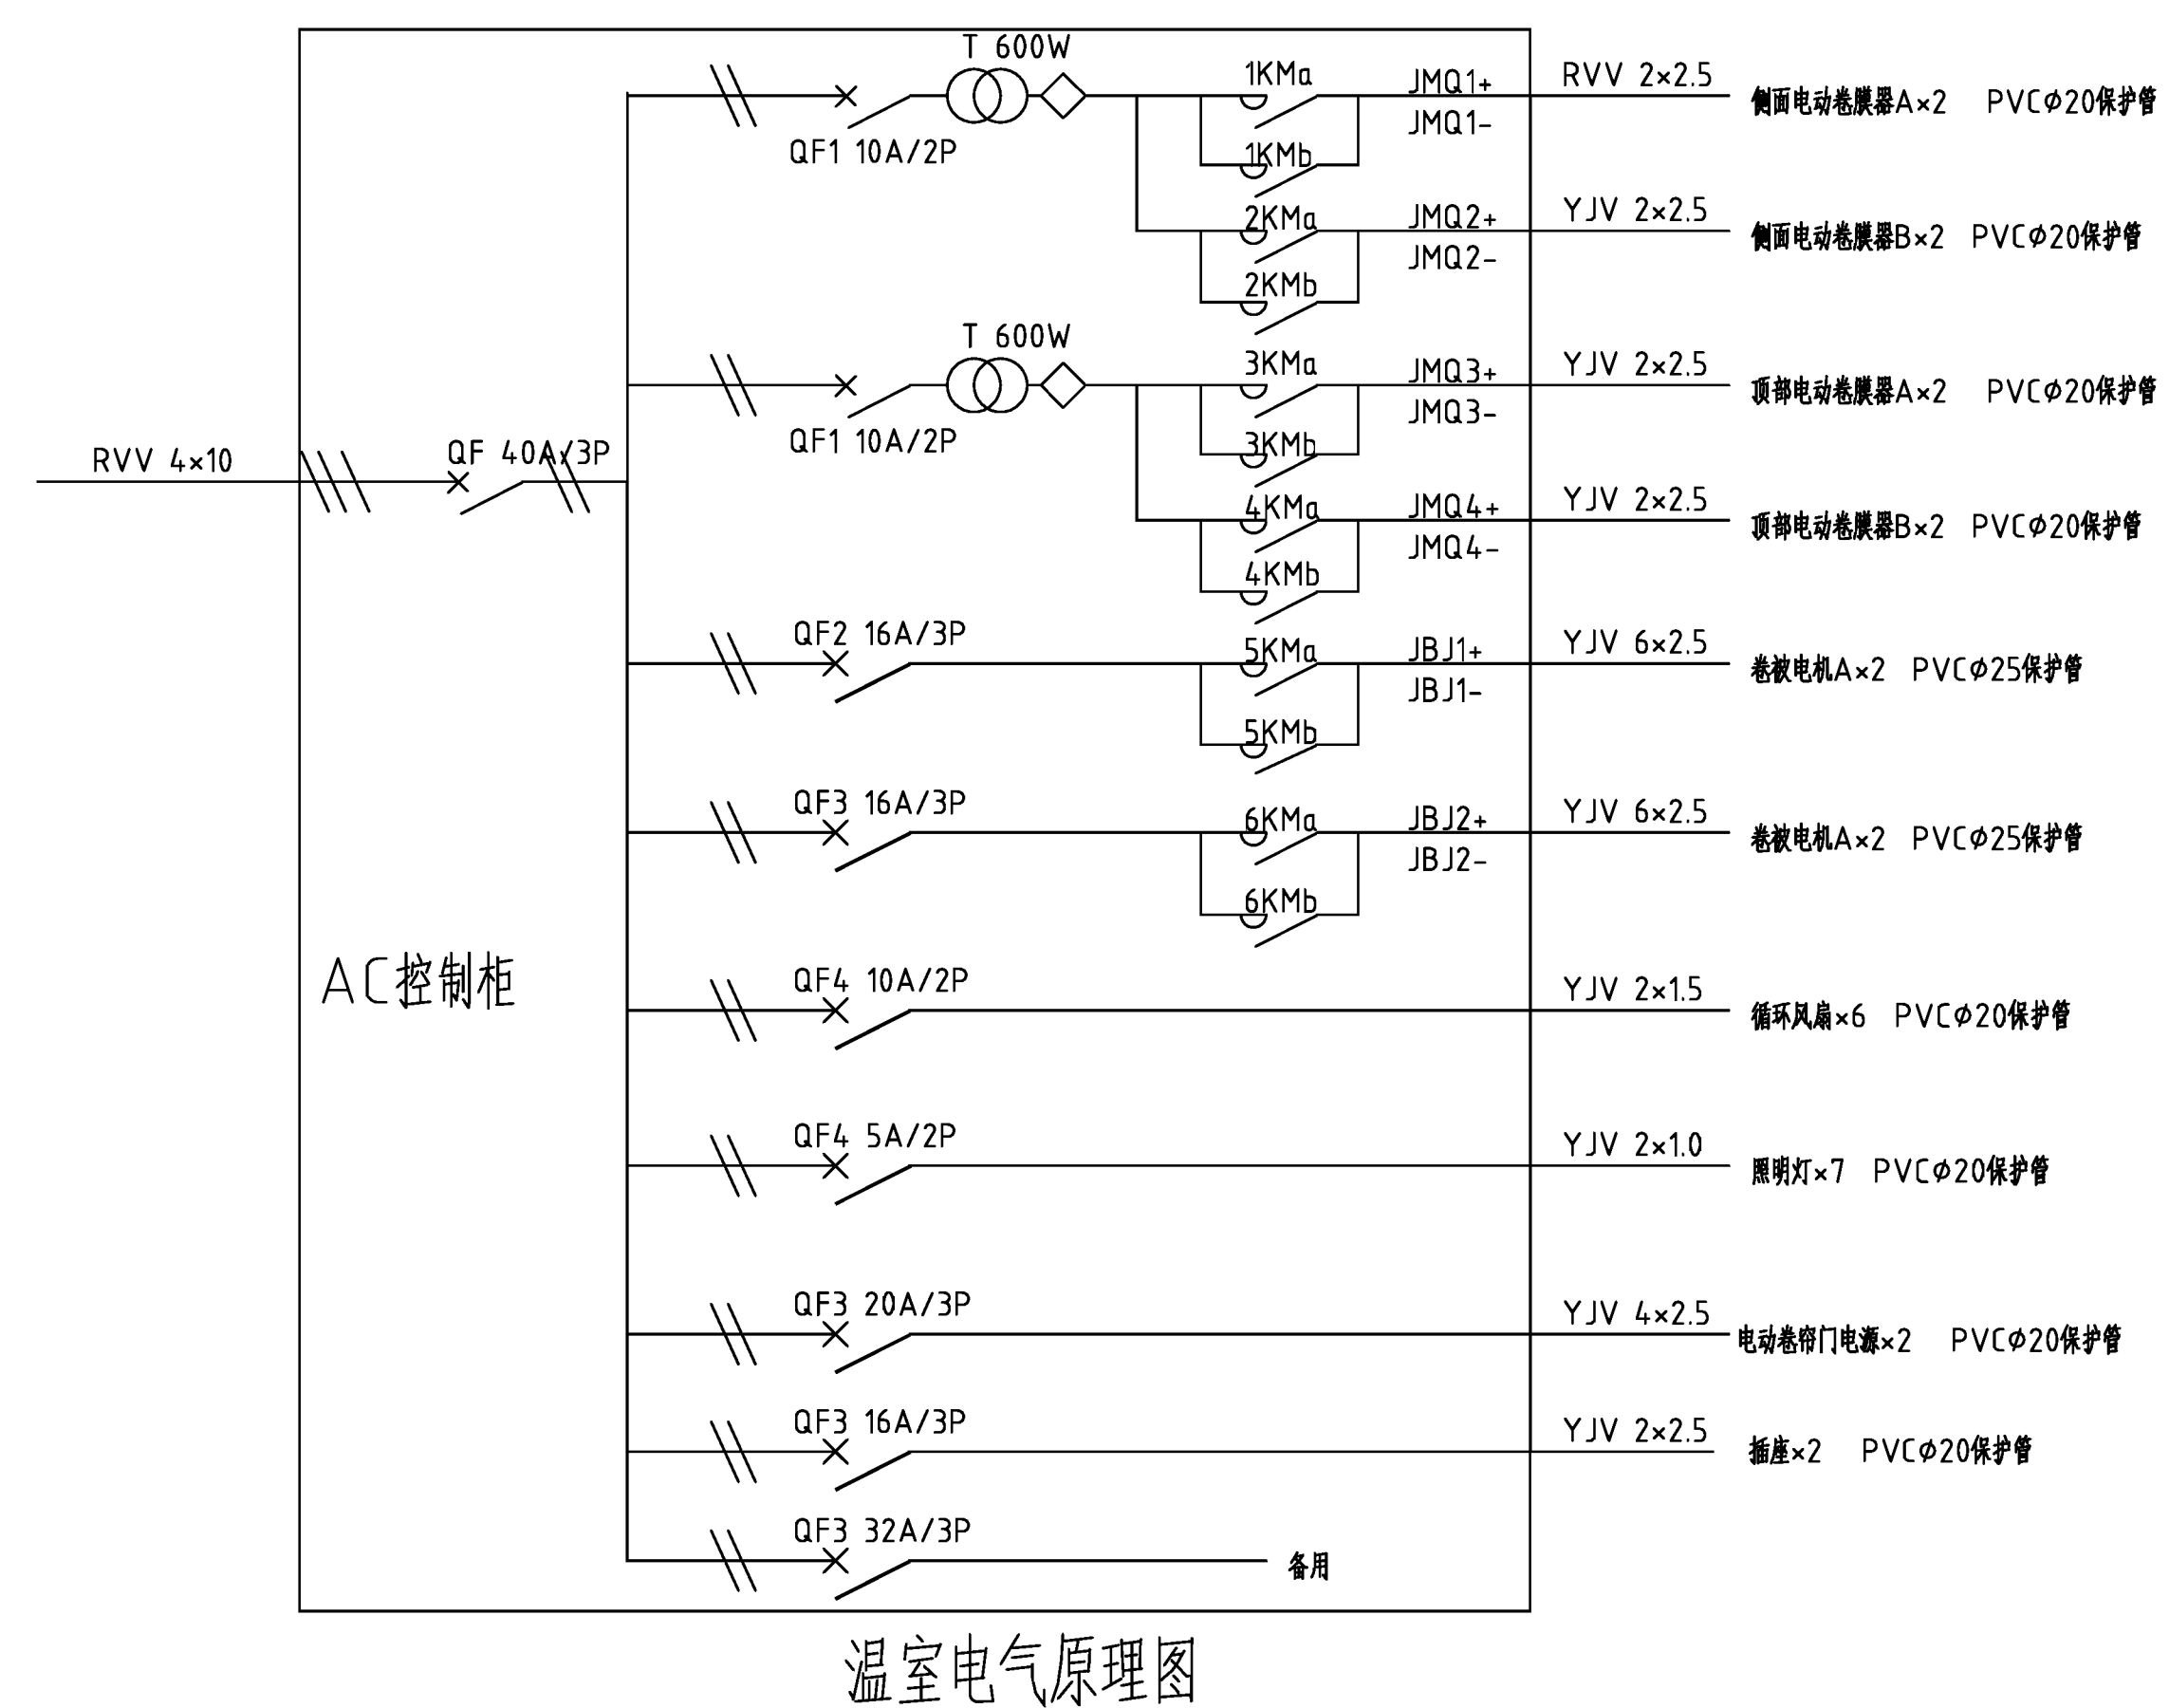 T 600W
1KMa
JMQ1+
RVV 2×2.5
侧面电动卷膜器A×2 PVCφ20保护管
JMQ1-
QF1 10A/2P
1KMb
2KMa
JMQ2+
YJV 2×2.5
侧面电动卷膜器B×2 PVCφ20保护管
JMQ2-
2KMb
T 600W
3KMa
JMQ3+
YJV 2×2.5
顶部电动卷膜器A×2 PVCφ20保护管
JMQ3-
QF1 10A/2P
3KMb
RVV 4×10
QF 40A/3P
4KMa
JMQ4+
YJV 2×2.5
顶部电动卷膜器B×2 PVCφ20保护管
JMQ4-
4KMb
QF2 16A/3P
5KMa
JBJ1+
YJV 6×2.5
卷被电机A×2 PVCφ25保护管
JBJ1-
5KMb
QF3 16A/3P
6KMa
JBJ2+
YJV 6×2.5
卷被电机A×2 PVCφ25保护管
JBJ2-
6KMb
AC控制柜
QF4 10A/2P
YJV 2×1.5
循环风扇×6 PVCφ20保护管
QF4 5A/2P
YJV 2×1.0
照明灯×7 PVCφ20保护管
QF3 20A/3P
YJV 4×2.5
电动卷帘门电源×2 PVCφ20保护管
QF3 16A/3P
YJV 2×2.5
插座×2 PVCφ20保护管
QF3 32A/3P
备用
温室电气原理图